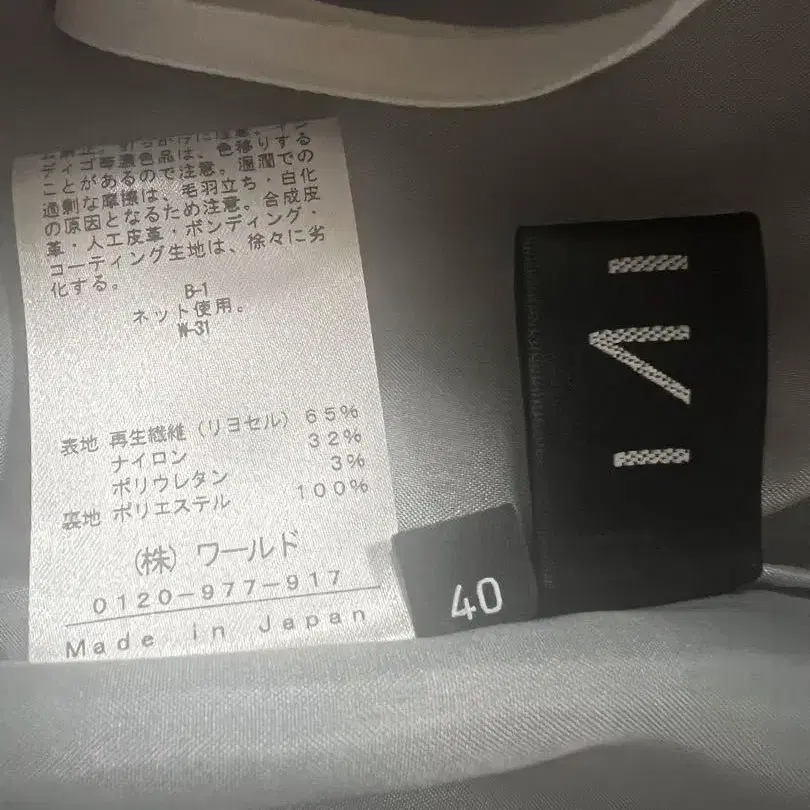 ディゴ等濃色品は、色移りする
ことがあるので注意。湿潤での
過剰な摩擦は、毛羽立ち・白化
の原因となるため注意。合成皮
革・人工皮革・ボンディング・
コーティング生地は、徐々に劣
化する。
B-1
ネット使用。
W-31
表地 再生繊維（リヨセル）65%
ナイロン 32%
ポリウレタン 3%
裏地 ポリエステル 100%
（株）ワールド
0120-977-917
Made in Japan
40